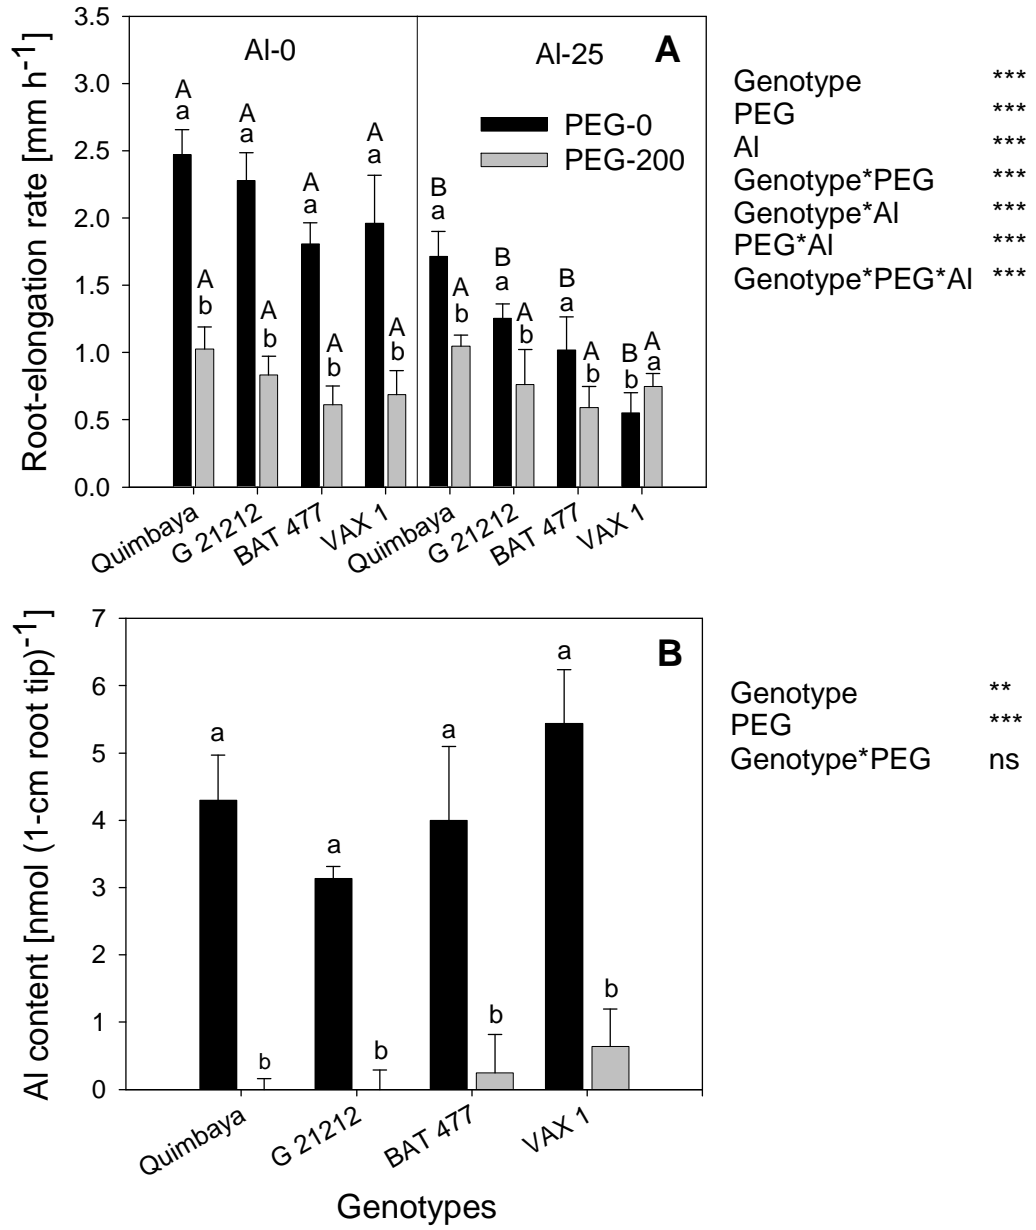 Root-elongation rate [mm h-1]
3.5
3.0
2.5
2.0
1.5
1.0
0.5
0.0
Al-0
Al-25
A
PEG-0
PEG-200
A
a
A
b
A
a
A
b
A
a
A
b
A
a
A
b
B
a
A
b
B
a
A
b
B
a
A
b
B
b
A
a
Quimbaya
G 21212
BAT 477
VAX 1
Quimbaya
G 21212
BAT 477
VAX 1
Genotype ***
PEG ***
Al ***
Genotype*PEG ***
Genotype*Al ***
PEG*Al ***
Genotype*PEG*Al ***
Al content [nmol (1-cm root tip)-1]
7
6
5
4
3
2
1
0
B
a
b
a
b
a
b
a
b
Quimbaya
G 21212
BAT 477
VAX 1
Genotypes
Genotype **
PEG ***
Genotype*PEG ns